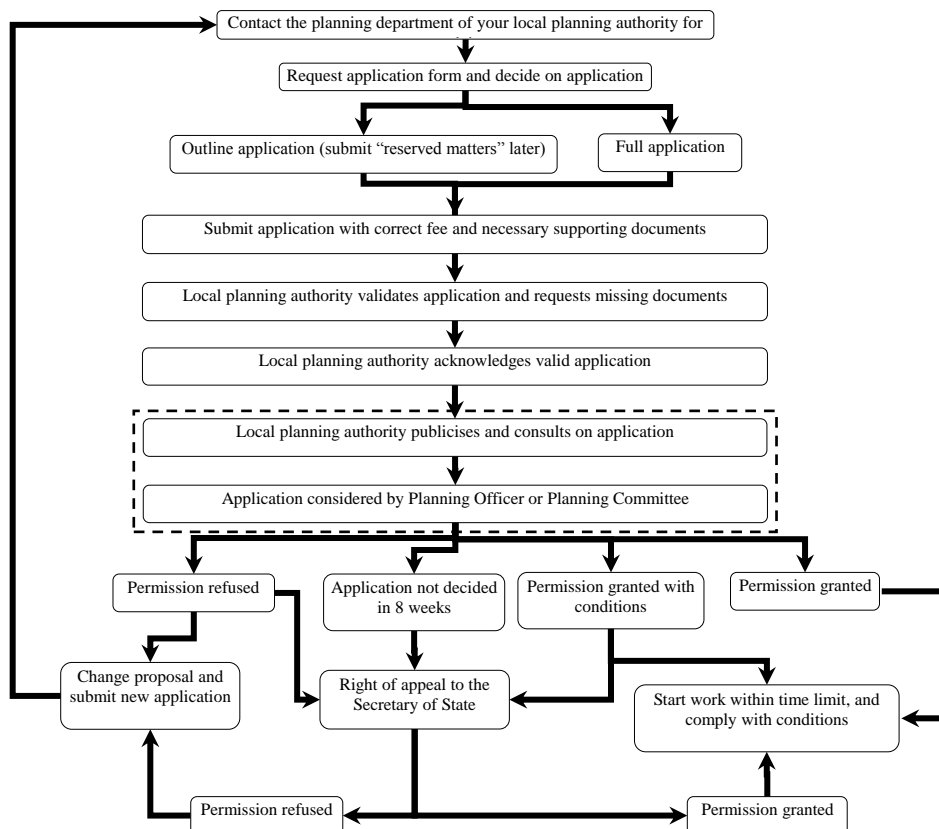 Contact the planning department of your local planning authority for
Request application form and decide on application
Outline application (submit “reserved matters” later)
Full application
Submit application with correct fee and necessary supporting documents
Local planning authority validates application and requests missing documents
Local planning authority acknowledges valid application
Local planning authority publicises and consults on application
Application considered by Planning Officer or Planning Committee
Permission refused
Application not decided
in 8 weeks
Permission granted with
conditions
Permission granted
Change proposal and
submit new application
Right of appeal to the
Secretary of State
Start work within time limit, and
comply with conditions
Permission refused
Permission granted